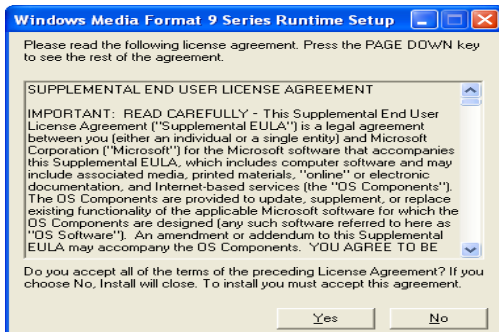 Windows Media Format 9 Series Runtime Setup
Please read the following license agreement. Press the PAGE DOWN key
to see the rest of the agreement.
SUPPLEMENTAL END USER LICENSE AGREEMENT
IMPORTANT: READ CAREFULLY - This Supplemental End User
License Agreement ("Supplemental EULA") is a legal agreement
between you (either an individual or a single entity) and Microsoft
Corporation ("Microsoft") for the Microsoft software that accompanies
this Supplemental EULA, which includes computer software and may
include associated media, printed materials, "online" or electronic
documentation, and Internet-based services (the "OS Components").
The OS Components are provided to update, supplement, or replace
existing functionality of the applicable Microsoft software for which the
OS Components are designed (any such software referred to here as
"OS Software"). An amendment or addendum to this Supplemental
EULA may accompany the OS Components. YOU AGREE TO BE
Do you accept all of the terms of the preceding License Agreement? If you
choose No, Install will close. To install you must accept this agreement.
Yes No